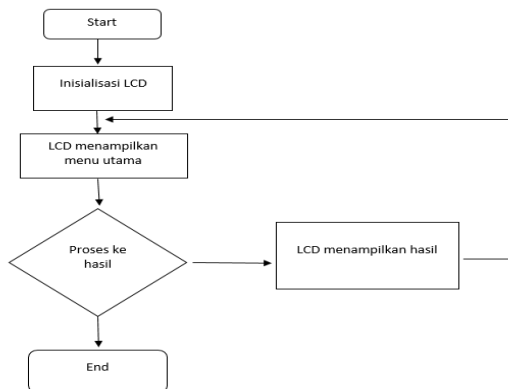 Start
Inisialisasi LCD
LCD menampilkan
menu utama
Proses ke
hasil
LCD menampilkan hasil
End